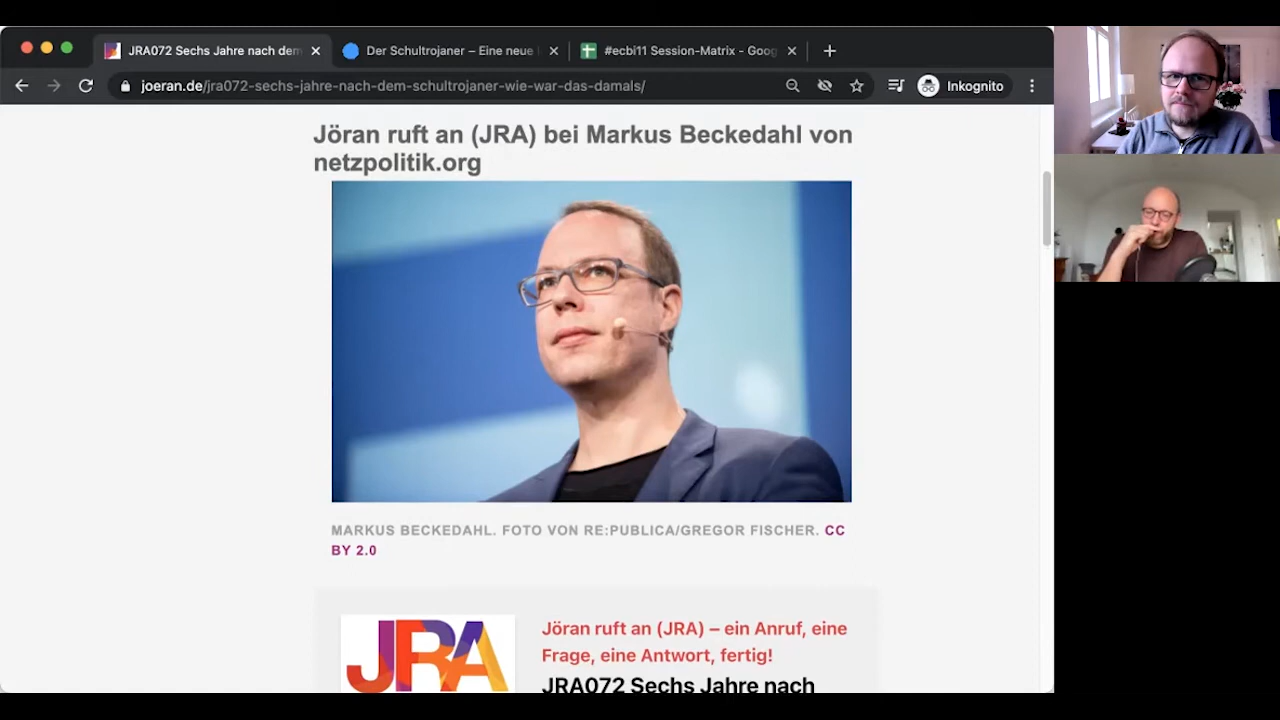 JRA072 Sechs Jahre nach dem
Der Schultrojaner – Eine neue
#ecbi11 Session-Matrix - Goog
joeran.de/jra072-sechs-jahre-nach-dem-schultrojaner-wie-war-das-damals/
Inkognito
Jöran ruft an (JRA) bei Markus Beckedahl von
netzpolitik.org
MARKUS BECKEDAHL. FOTO VON RE:PUBLICA/GREGOR FISCHER. CC
BY 2.0
JRA
Jöran ruft an (JRA) – ein Anruf, eine
Frage, eine Antwort, fertig!
JRA072 Sechs Jahre nach